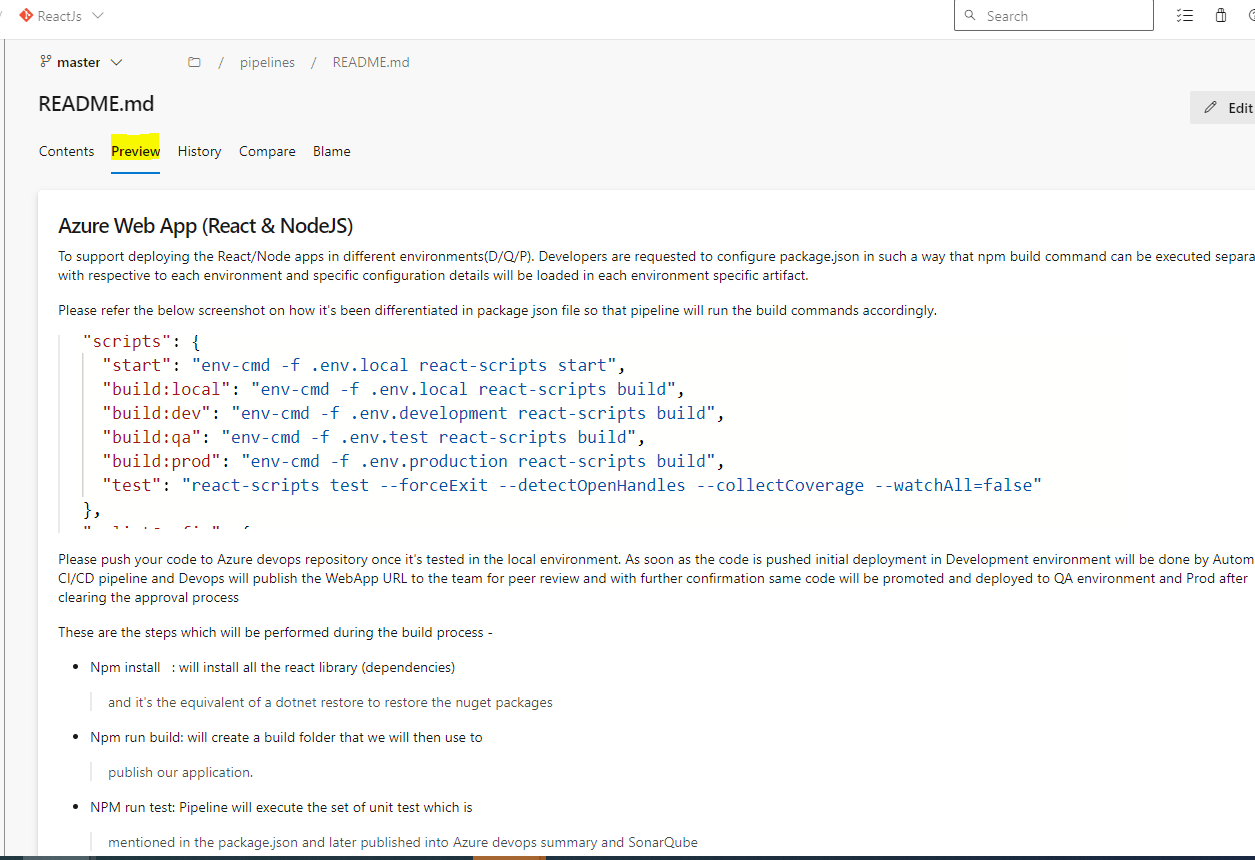 / ReactJs
Search
master / pipelines / README.md
README.md
Edit
Contents Preview History Compare Blame
Azure Web App (React & NodeJS)
To support deploying the React/Node apps in different environments(D/Q/P). Developers are requested to configure package.json in such a way that npm build command can be executed separa
with respective to each environment and specific configuration details will be loaded in each environment specific artifact.
Please refer the below screenshot on how it's been differentiated in package json file so that pipeline will run the build commands accordingly.
"scripts": {
"start": "env-cmd -f .env.local react-scripts start",
"build:local": "env-cmd -f .env.local react-scripts build",
"build:dev": "env-cmd -f .env.development react-scripts build",
"build:qa": "env-cmd -f .env.test react-scripts build",
"build:prod": "env-cmd -f .env.production react-scripts build",
"test": "react-scripts test --forceExit --detectOpenHandles --collectCoverage --watchAll=false"
},
Please push your code to Azure devops repository once it's tested in the local environment. As soon as the code is pushed initial deployment in Development environment will be done by Autom
CI/CD pipeline and Devops will publish the WebApp URL to the team for peer review and with further confirmation same code will be promoted and deployed to QA environment and Prod after
clearing the approval process
These are the steps which will be performed during the build process -
• Npm install : will install all the react library (dependencies)
and it's the equivalent of a dotnet restore to restore the nuget packages
• Npm run build: will create a build folder that we will then use to
publish our application.
• NPM run test: Pipeline will execute the set of unit test which is
mentioned in the package.json and later published into Azure devops summary and SonarQube